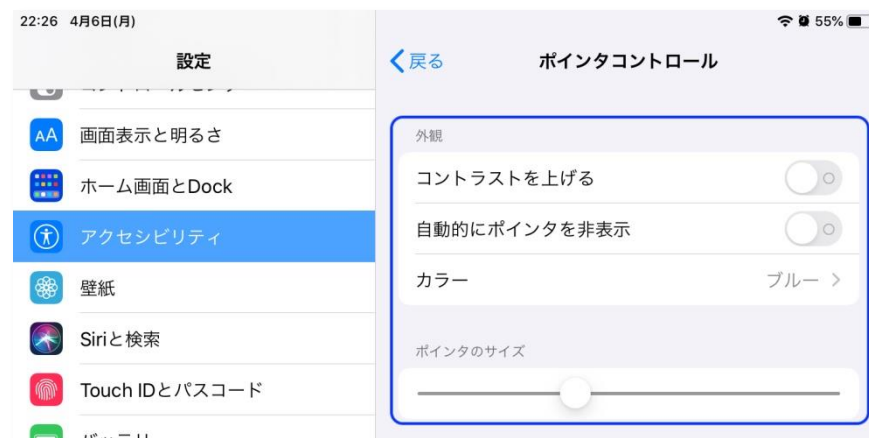 22:26 4月6日(月)
55%
設定
戻る
ポインタコントロール
AA
画面表示と明るさ
ホーム画面とDock
アクセシビリティ
壁紙
Siriと検索
Touch IDとパスコード
外観
コントラストを上げる
自動的にポインタを非表示
カラー
ブルー
ポインタのサイズ